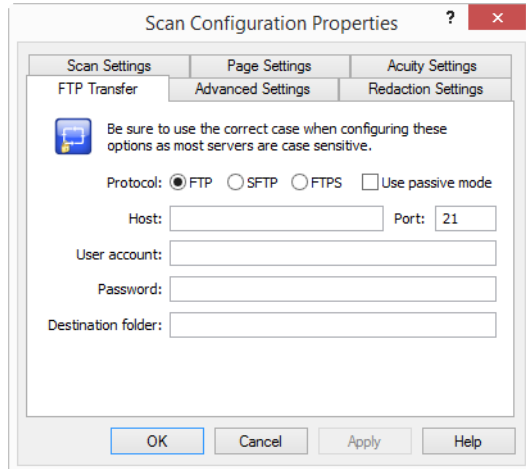 Scan Configuration Properties ? ×
Scan Settings Page Settings Acuity Settings
FTP Transfer Advanced Settings Redaction Settings
Be sure to use the correct case when configuring these
options as most servers are case sensitive.
Protocol: FTP SFTP FTPS Use passive mode
Host: Port: 21
User account:
Password:
Destination folder:
OK Cancel Apply Help